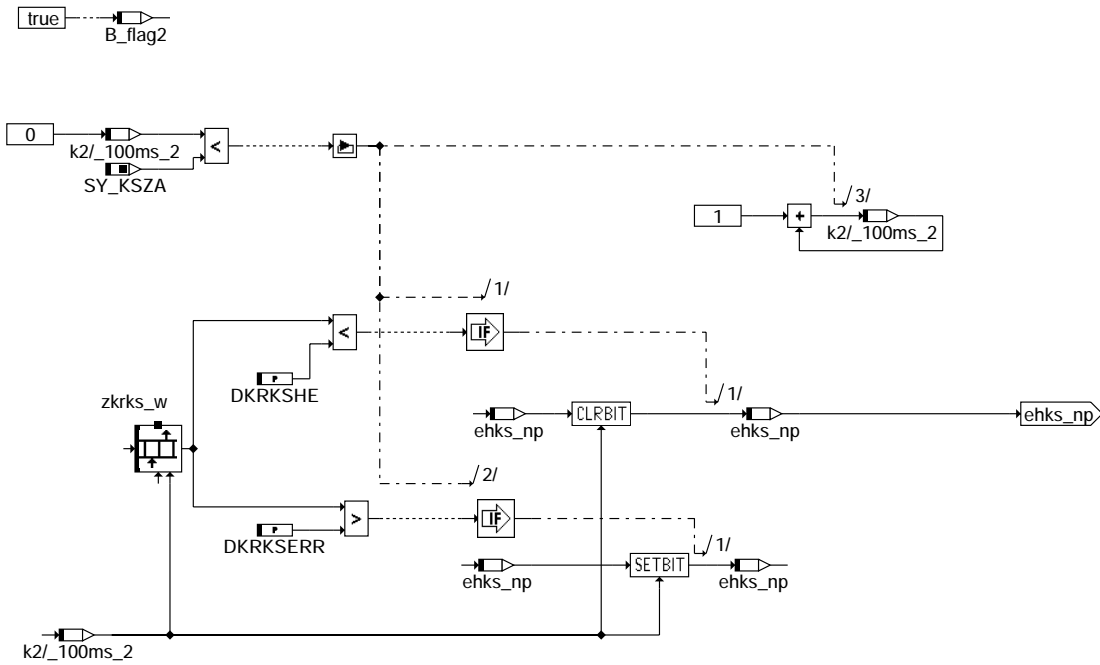 true
B_flag2
0
k2/_100ms_2
<
SY_KSZA
/3/
1
+
k2/_100ms_2
/1/
<
IF
P
DKRKSHE
/1/
zkrks_w
CLRBIT
ehks_np
ehks_np
ehks_np
/2/
>
IF
P
DKRKSERR
/1/
SETBIT
ehks_np
ehks_np
k2/_100ms_2